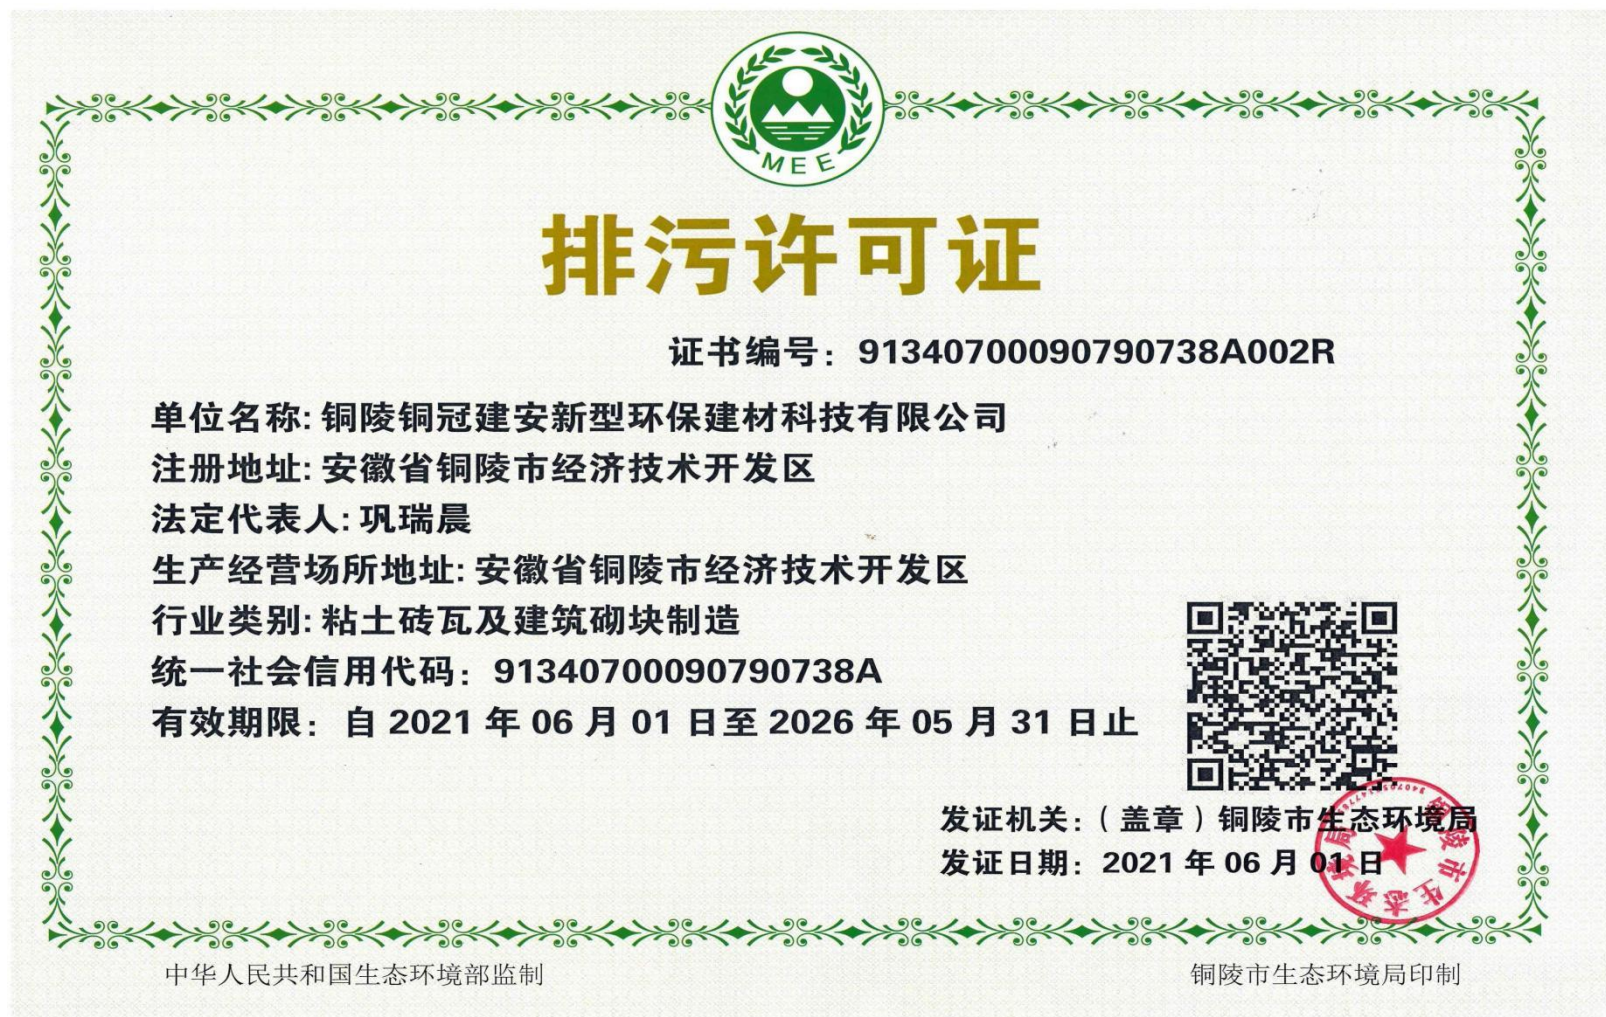 MEE
排污许可证
证书编号：91340700090790738A002R
单位名称:铜陵铜冠建安新型环保建材科技有限公司
注册地址:安徽省铜陵市经济技术开发区
法定代表人:巩瑞晨
生产经营场所地址:安徽省铜陵市经济技术开发区
行业类别:粘土砖瓦及建筑砌块制造
统一社会信用代码：91340700090790738A
有效期限：自 2021 年 06 月 01 日至 2026 年 05 月 31 日止
发证机关：（盖章）铜陵市生态环境局
发证日期：2021 年 06 月 01 日
铜陵市生态环境局
中华人民共和国生态环境部监制
铜陵市生态环境局印制